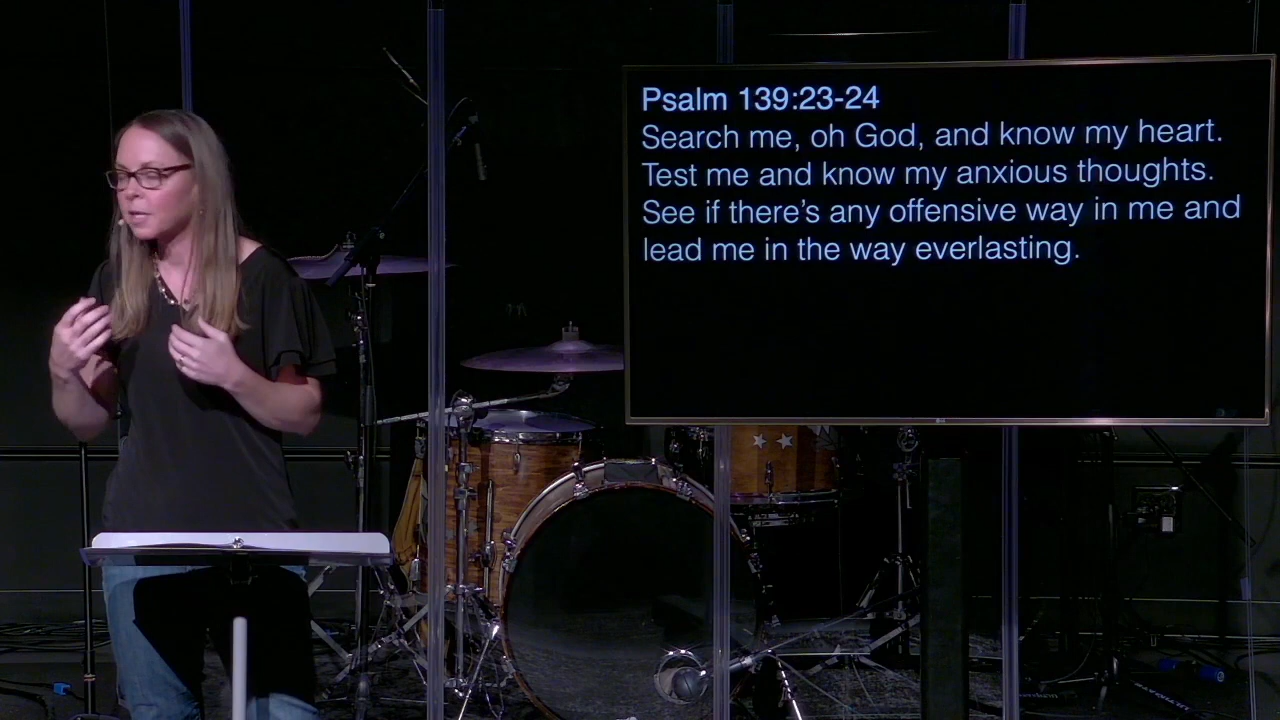 Psalm 139:23-24
Search me, oh God, and know my heart.
Test me and know my anxious thoughts.
See if there's any offensive way in me and
lead me in the way everlasting.